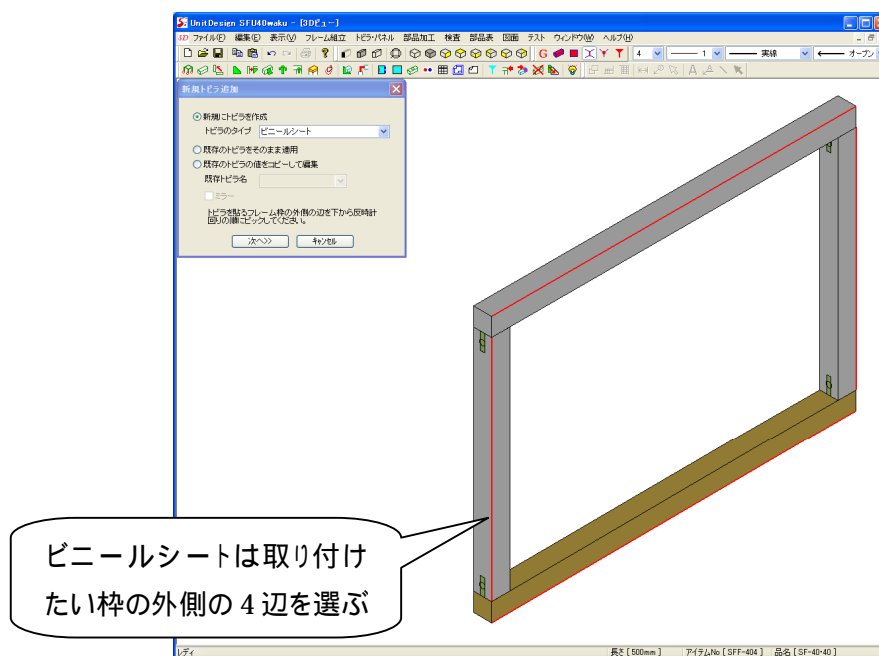 UnitDesign SFU40waku - [3Dビュー]
3D ファイル(F) 編集(E) 表示(V) フレーム組立 トビラ・パネル 部品加工 検査 部品表 図面 テスト ウィンドウ(W) ヘルプ(H)
G 4 1 実線 オープン
新規トビラ追加
新規にトビラを作成
トビラのタイプ ビニールシート
既存のトビラをそのまま適用
既存のトビラの値をコピーして編集
既存トビラ名
ミラー
トビラを貼るフレーム枠の外側の辺を下から反時計
回りの順にピックしてください。
次へ>> キャンセル
ビニールシートは取り付け
たい枠の外側の4辺を選ぶ
レディ 長さ [ 500mm ] アイテムNo [ SFF-404 ] 品名 [ SF-40・40 ]